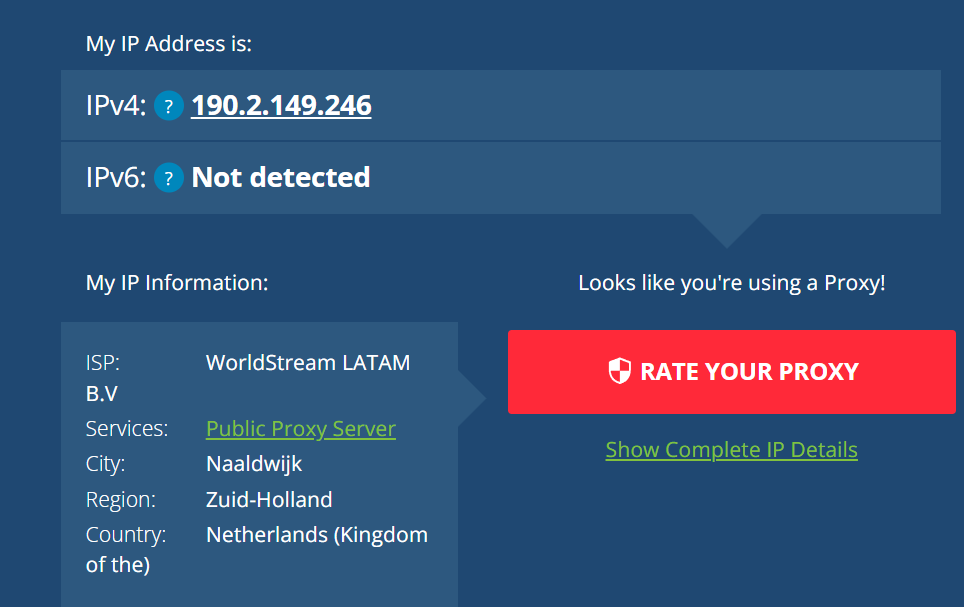 My IP Address is:
IPv4: ? 190.2.149.246
IPv6: ? Not detected
My IP Information:
ISP: WorldStream LATAM
B.V
Services: Public Proxy Server
City: Naaldwijk
Region: Zuid-Holland
Country: Netherlands (Kingdom
of the)
Looks like you're using a Proxy!
RATE YOUR PROXY
Show Complete IP Details